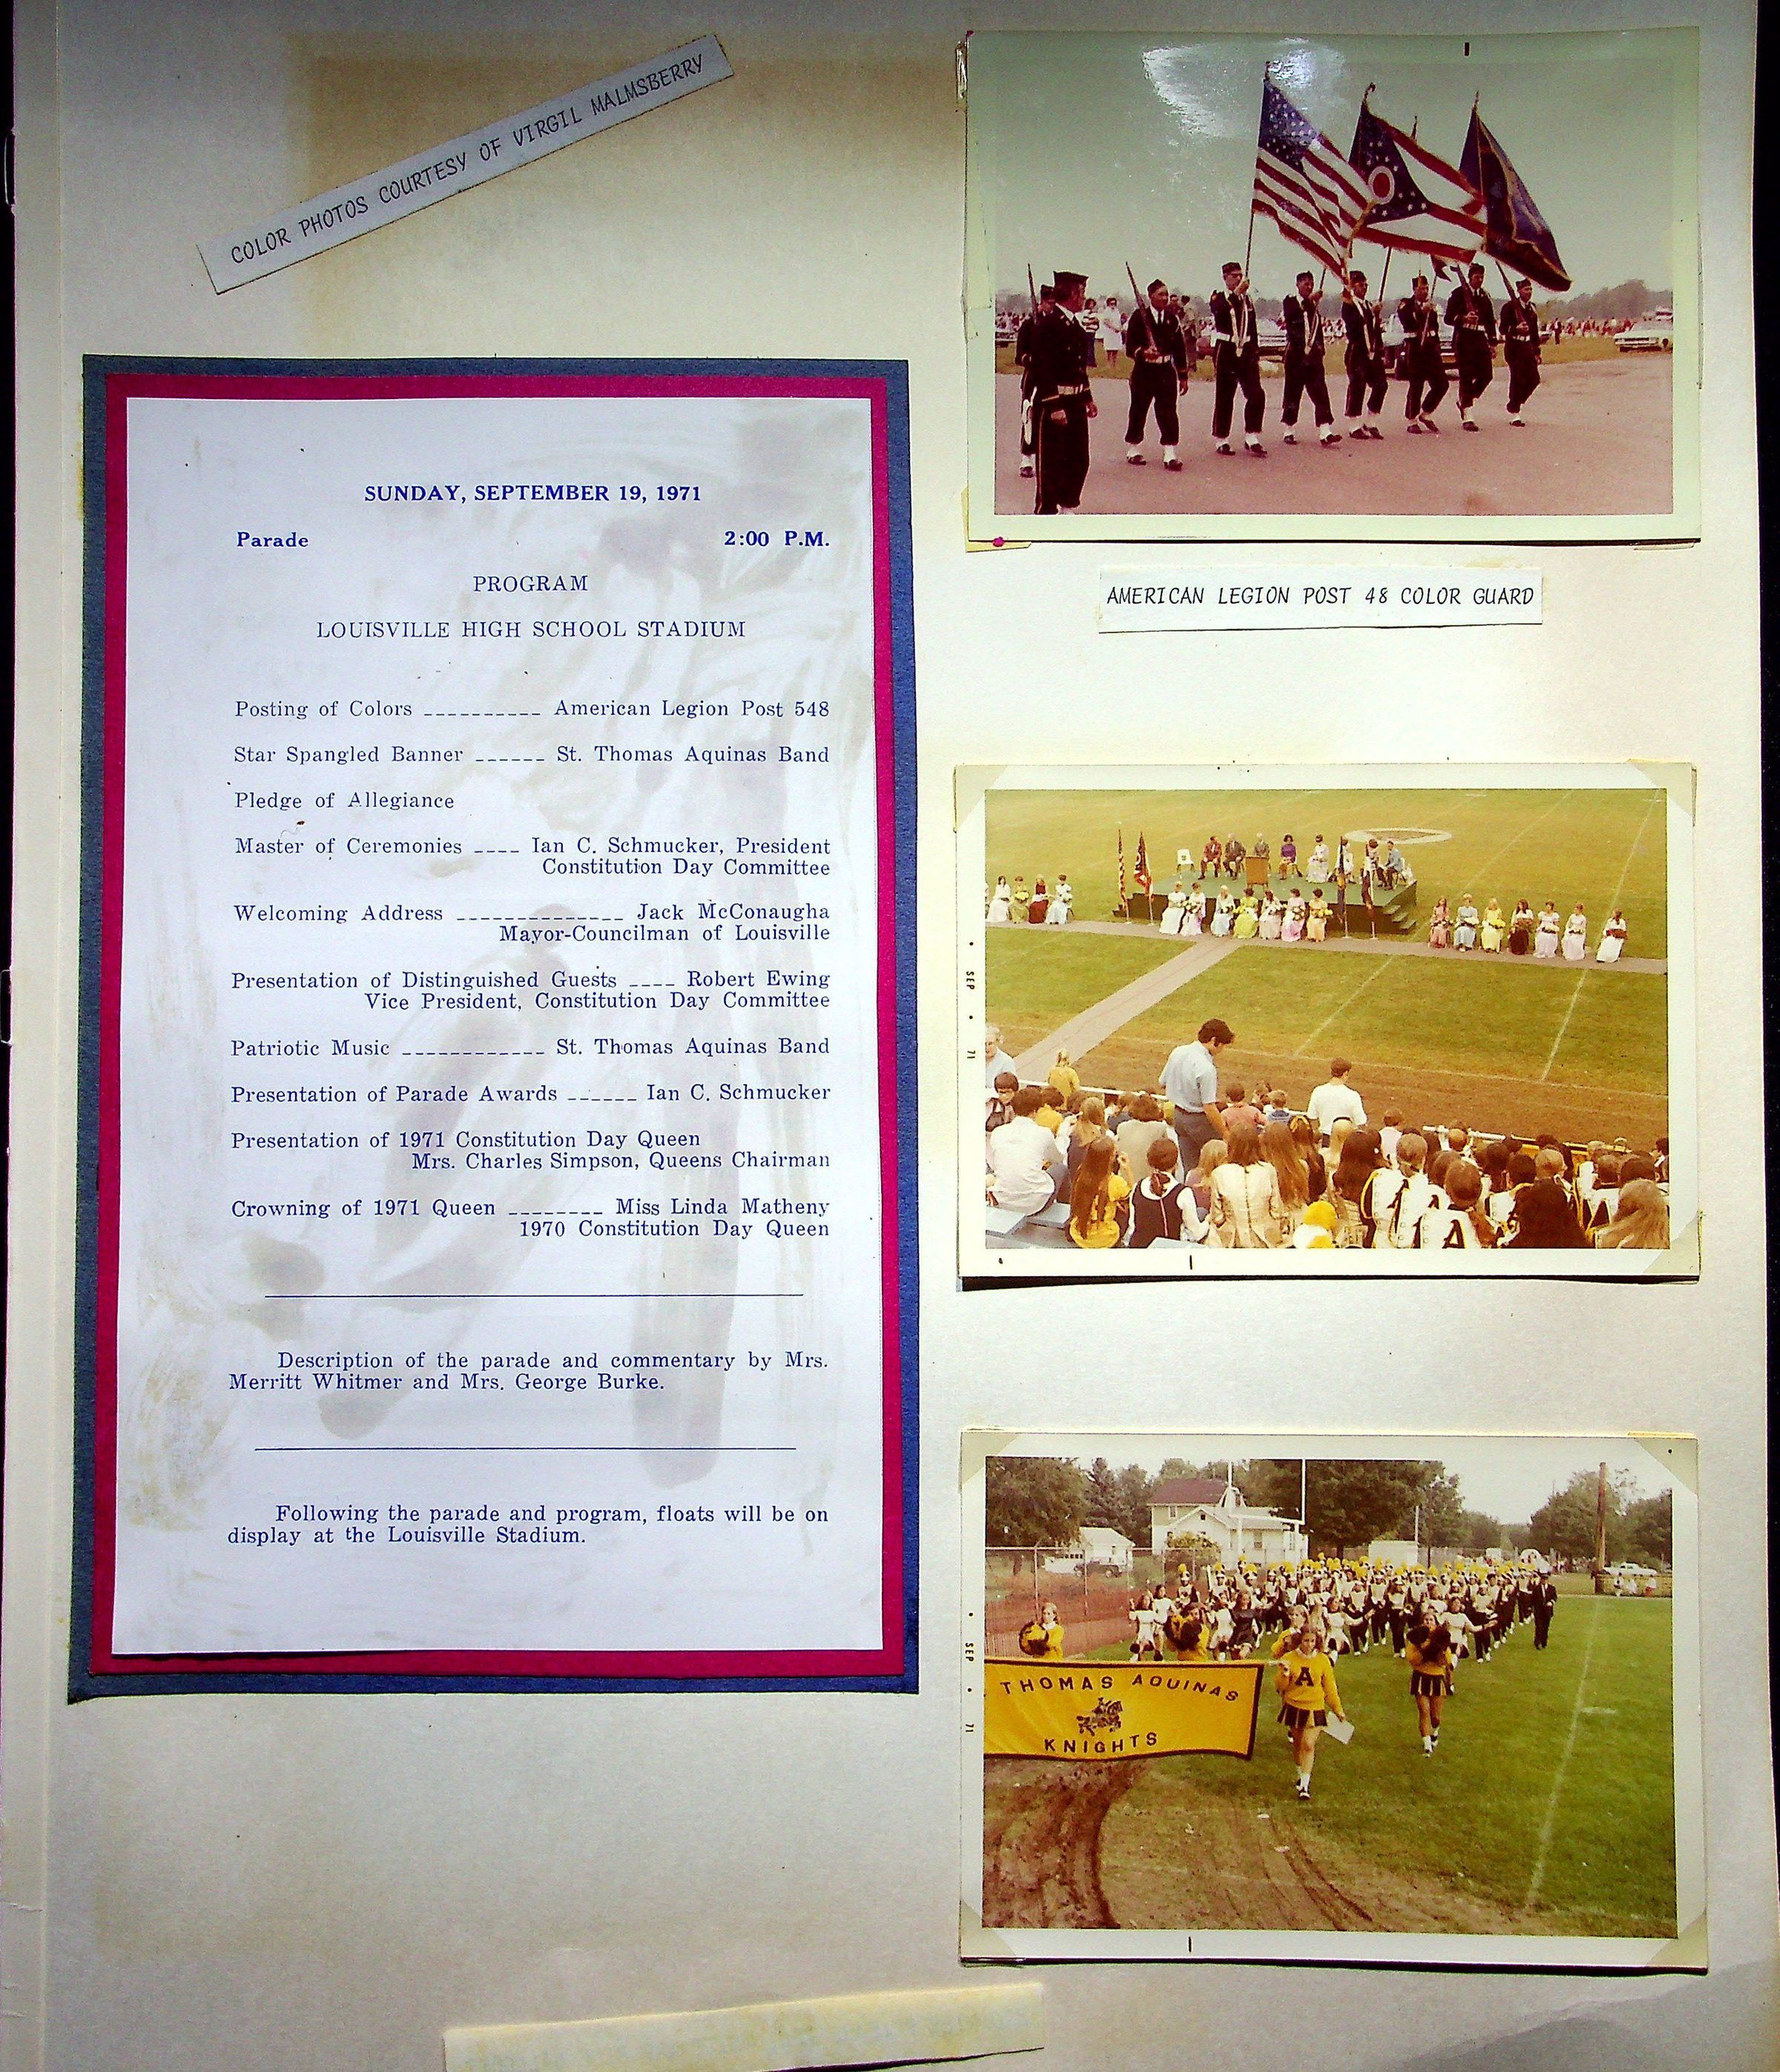 COLOR PHOTOS COURTESY OF VIRGIL MALMSBERRY
SUNDAY, SEPTEMBER 19, 1971
Parade 2:00 P.M.
PROGRAM
LOUISVILLE HIGH SCHOOL STADIUM
Posting of Colors __________ American Legion Post 548
Star Spangled Banner ______ St. Thomas Aquinas Band
Pledge of Allegiance
Master of Ceremonies ____ Ian C. Schmucker, President
Constitution Day Committee
Welcoming Address ______________ Jack McConaugha
Mayor-Councilman of Louisville
Presentation of Distinguished Guests ____ Robert Ewing
Vice President, Constitution Day Committee
Patriotic Music ____________ St. Thomas Aquinas Band
Presentation of Parade Awards ______ Ian C. Schmucker
Presentation of 1971 Constitution Day Queen
Mrs. Charles Simpson, Queens Chairman
Crowning of 1971 Queen ________ Miss Linda Matheny
1970 Constitution Day Queen
Description of the parade and commentary by Mrs.
Merritt Whitmer and Mrs. George Burke.
Following the parade and program, floats will be on
display at the Louisville Stadium.
AMERICAN LEGION POST 48 COLOR GUARD
• SEP • 71
A A
• SEP • 71
A
THOMAS AQUINAS
KNIGHTS